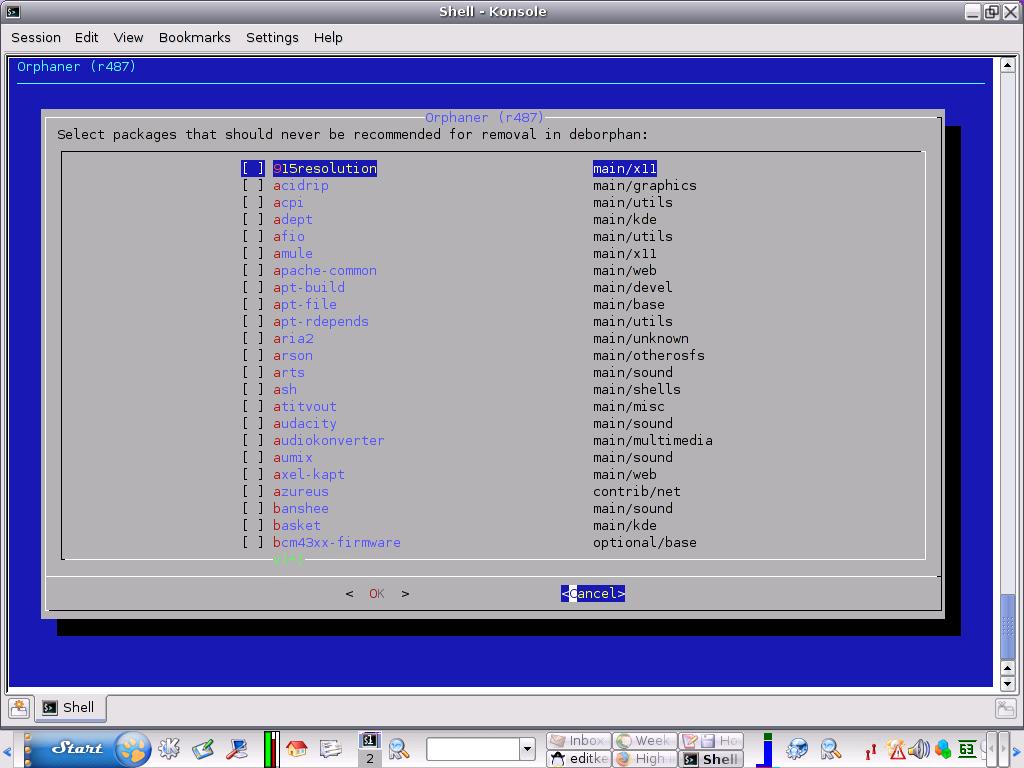 Shell - Konsole
Session Edit View Bookmarks Settings Help
Orphaner (r487)
Orphaner (r487)
Select packages that should never be recommended for removal in deborphan:
[ ] 915resolution main/x11
[ ] acidrip main/graphics
[ ] acpi main/utils
[ ] adept main/kde
[ ] afio main/utils
[ ] amule main/x11
[ ] apache-common main/web
[ ] apt-build main/devel
[ ] apt-file main/base
[ ] apt-rdepends main/utils
[ ] aria2 main/unknown
[ ] arson main/otherosfs
[ ] arts main/sound
[ ] ash main/shells
[ ] atitvout main/misc
[ ] audacity main/sound
[ ] audiokonverter main/multimedia
[ ] aumix main/sound
[ ] axel-kapt main/web
[ ] azureus contrib/net
[ ] banshee main/sound
[ ] basket main/kde
[ ] bcm43xx-firmware optional/base
< OK > <Cancel>
Shell
Start 1 Inbox Week Ho
2 editke High Shell 63